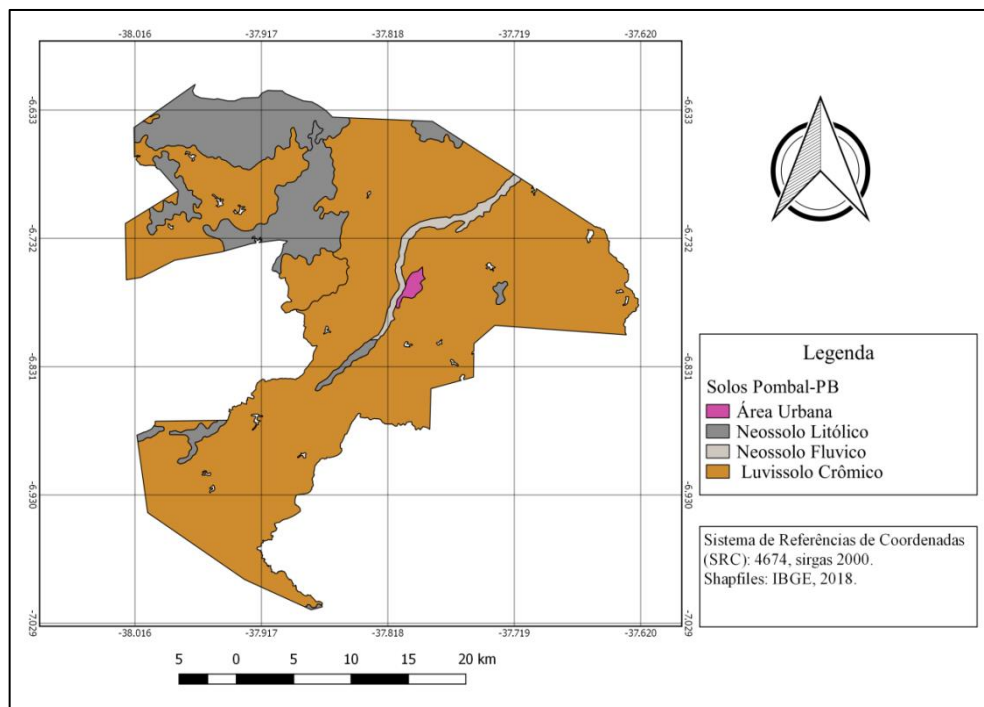 -38.016 -37.917 -37.818 -37.719 -37.620
-6.633 -6.633
-6.732 -6.732
-6.831 -6.831
-6.930 -6.930
-7.029 -7.029
-38.016 -37.917 -37.818 -37.719 -37.620
5 0 5 10 15 20 km
Legenda
Solos Pombal-PB
Área Urbana
Neossolo Litólico
Neossolo Fluvico
Luvissolo Crômico
Sistema de Referências de Coordenadas
(SRC): 4674, sirgas 2000.
Shapfiles: IBGE, 2018.